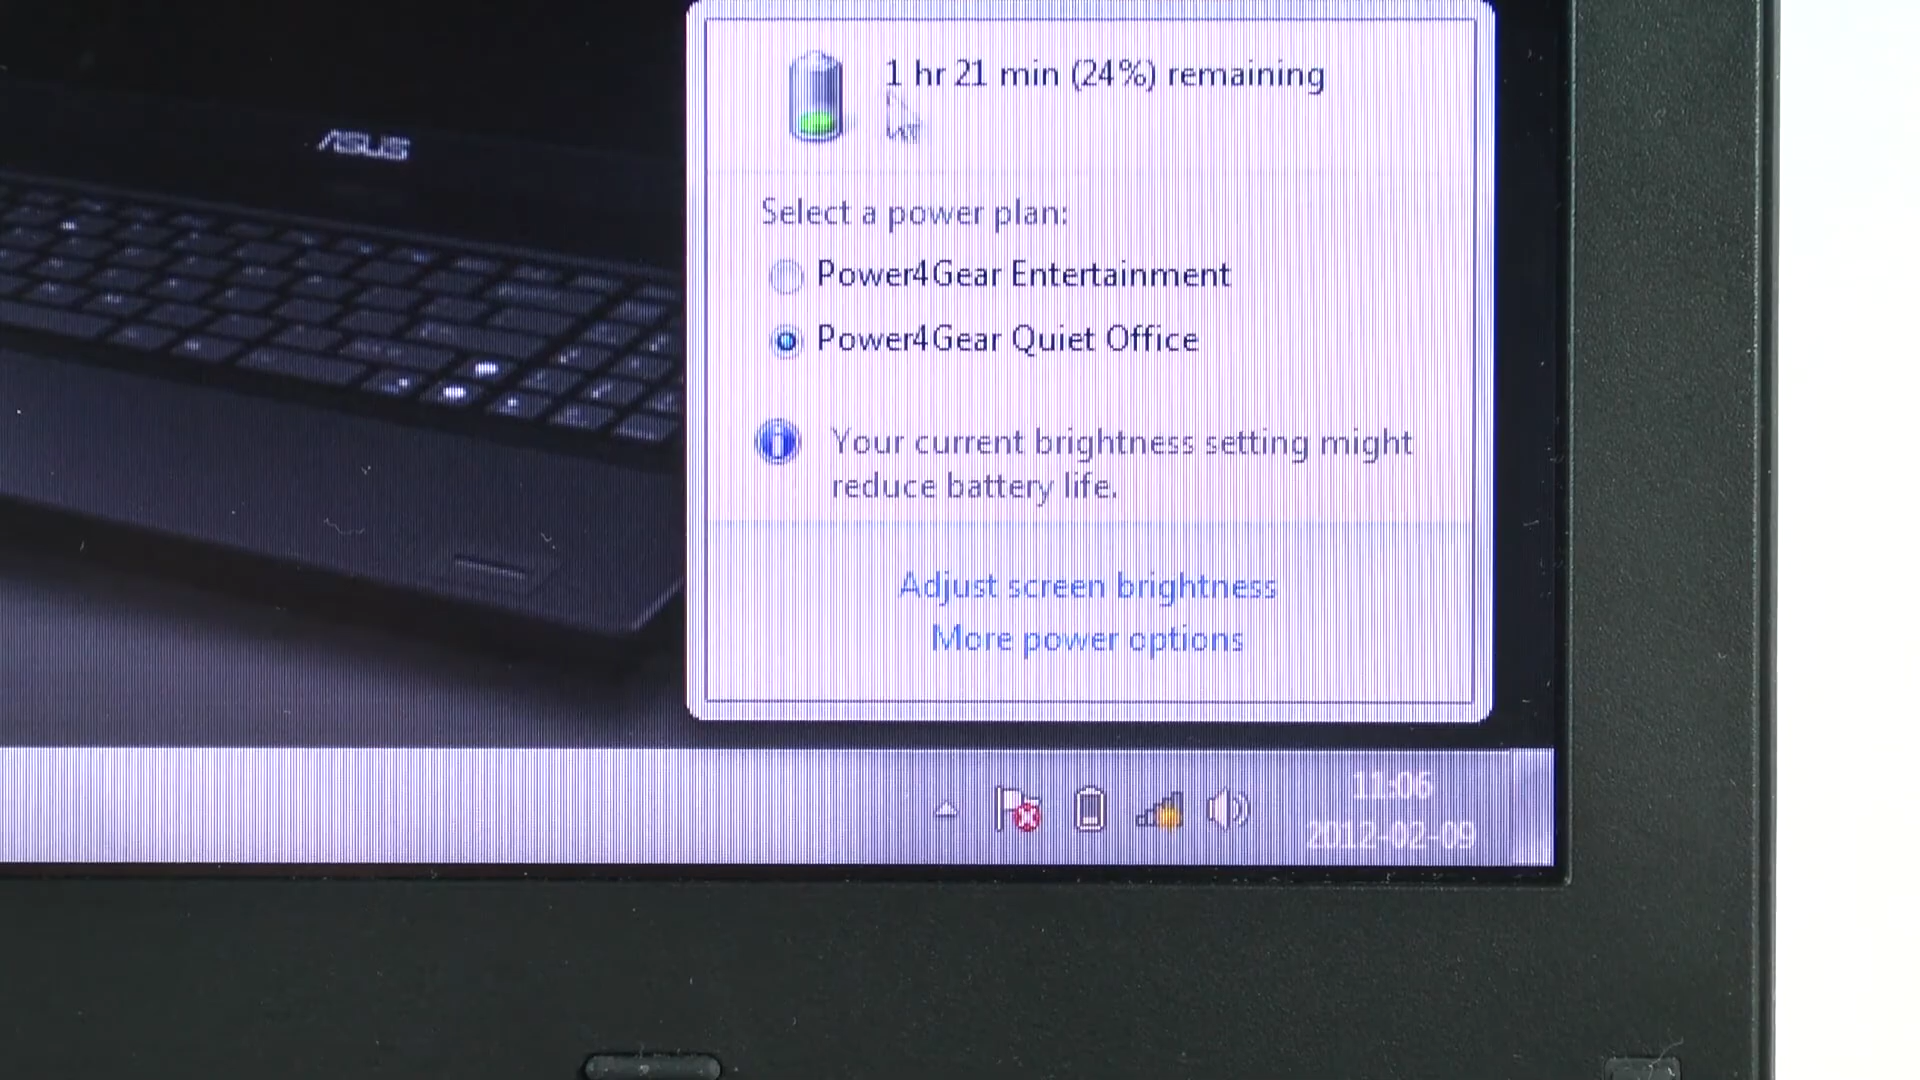 ASUS
1 hr 21 min (24%) remaining
Select a power plan:
Power4Gear Entertainment
Power4Gear Quiet Office
Your current brightness setting might
reduce battery life.
Adjust screen brightness
More power options
11:06
2012-02-09